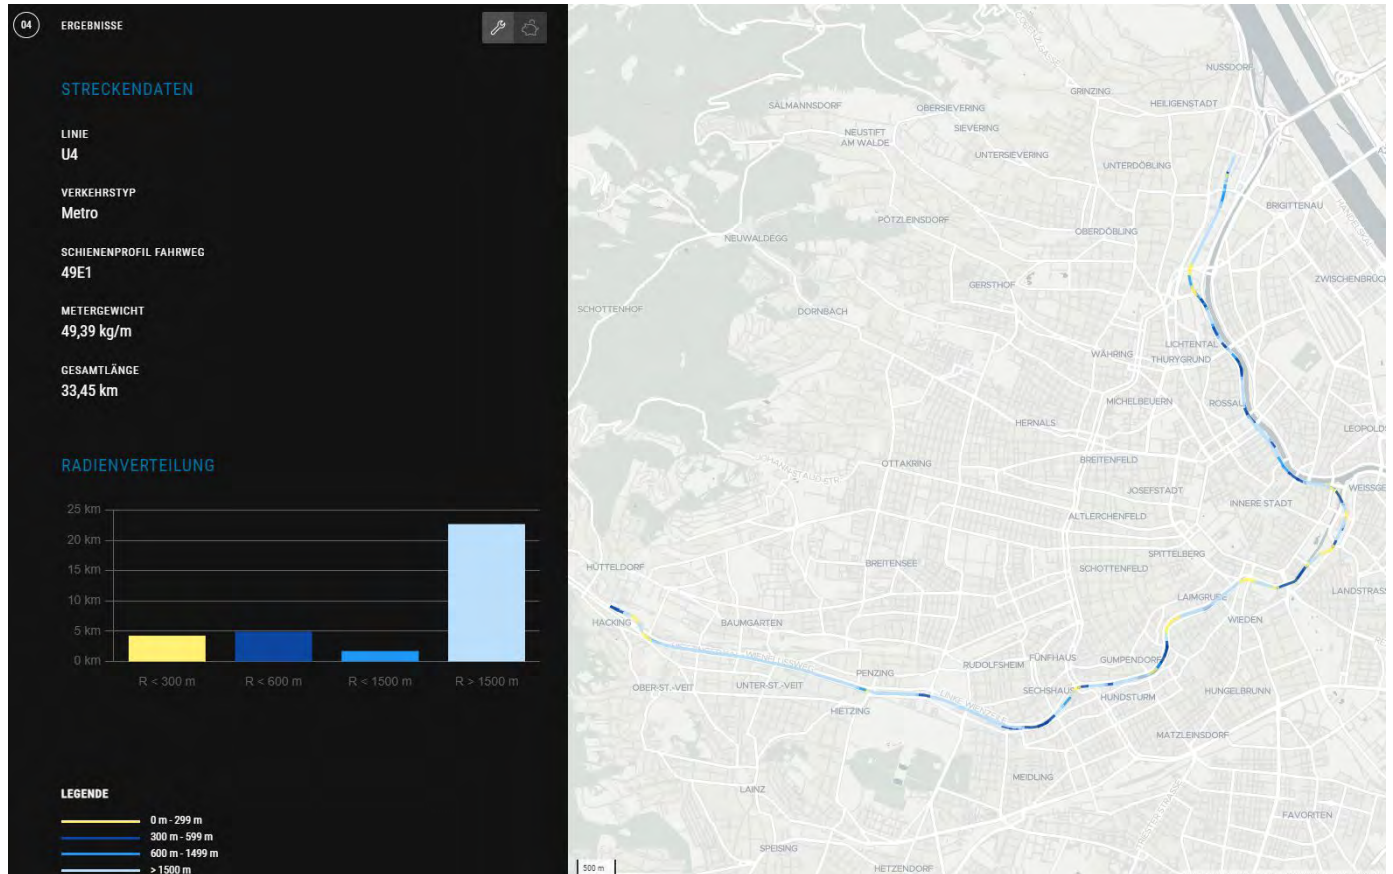 04
ERGEBNISSE
STRECKENDATEN
LINIE
U4
VERKEHRSTYP
Metro
SCHIENENPROFIL FAHRWEG
49E1
METERGEWICHT
49,39 kg/m
GESAMTLÄNGE
33,45 km
RADIENVERTEILUNG
25 km
20 km
15 km
10 km
5 km
0 km
R < 300 m
R < 600 m
R < 1500 m
R > 1500 m
LEGENDE
0 m - 299 m
300 m - 599 m
600 m - 1499 m
> 1500 m
NUSSDORF
GRINZING
SALMANNSDORF
OBERSIEVERING
HEILIGENSTADT
NEUSTIFT
AM WALDE
SIEVERING
UNTERSIEVERING
UNTERDÖBLING
BRIGITTENAU
PÖTZLEINSDORF
OBERDÖBLING
NEUWALDEGG
ZWISCHENBRÜC
GERSTHOF
SCHOTTENHOF
DORNBACH
LICHTENTAL
WÄHRING
THURYGRUND
MICHELBEUERN
ROSSAU
HERNALS
LEOPOLD
OTTAKRING
BREITENFELD
JOSEFSTADT
WEISSGE
INNERE STADT
ALTLERCHENFELD
SPITTELBERG
HÜTTELDORF
BREITENSEE
SCHOTTENFELD
LANDSTRASS
LAIMGRUBE
HACKING
BAUMGARTEN
WIEDEN
FÜNFHAUS
GUMPENDORF
RUDOLFSHEIM
PENZING
OBER-ST.-VEIT
UNTER-ST.-VEIT
SECHSHAUS
HUNDSTURM
HUNGELBRUNN
HIETZING
MATZLEINSDORF
MEIDLING
LAINZ
FAVORITEN
SPEISING
HETZENDORF
500 m